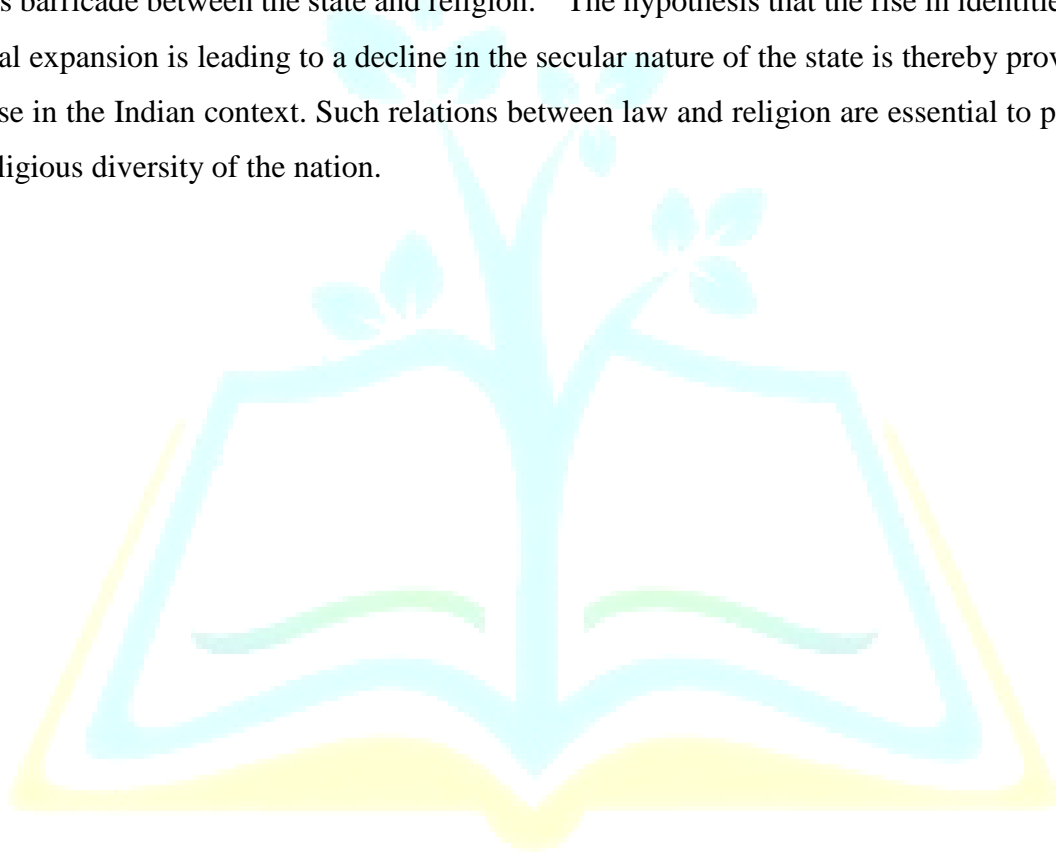 s barricade between the state and religion. The hypothesis that the rise in identitie
al expansion is leading to a decline in the secular nature of the state is thereby prov
se in the Indian context. Such relations between law and religion are essential to p
ligious diversity of the nation.